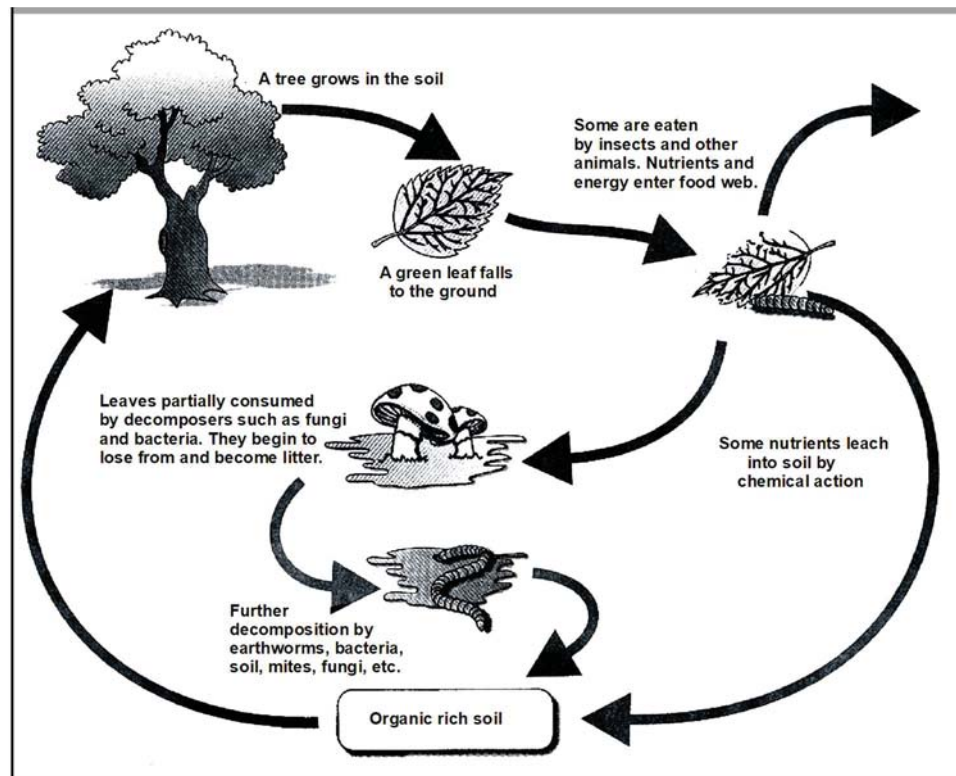 A tree grows in the soil
Some are eaten
by insects and other
animals. Nutrients and
energy enter food web.
A green leaf falls
to the ground
Leaves partially consumed
by decomposers such as fungi
and bacteria. They begin to
lose from and become litter.
Some nutrients leach
into soil by
chemical action
Further
decomposition by
earthworms, bacteria,
soil, mites, fungi, etc.
Organic rich soil